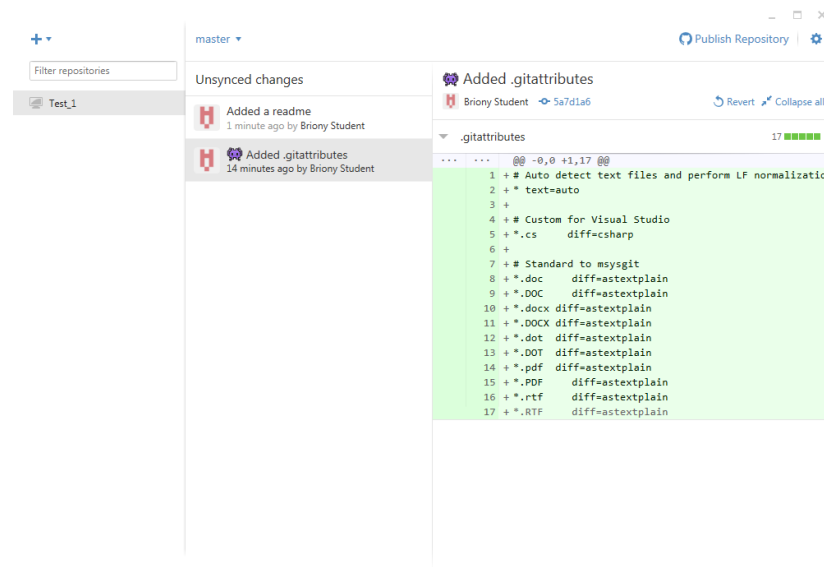 master
Publish Repository
Filter repositories
Test_1
Unsynced changes
Added a readme
1 minute ago by Briony Student
Added .gitattributes
14 minutes ago by Briony Student
Added .gitattributes
Briony Student 5a7d1a6 Revert Collapse all
.gitattributes 17
... ... @@ -0,0 +1,17 @@
1 +# Auto detect text files and perform LF normalizatio
2 +* text=auto
3 +
4 +# Custom for Visual Studio
5 +*.cs     diff=csharp
6 +
7 +# Standard to msysgit
8 +*.doc     diff=astextplain
9 +*.DOC     diff=astextplain
10 +*.docx diff=astextplain
11 +*.DOCX diff=astextplain
12 +*.dot  diff=astextplain
13 +*.DOT  diff=astextplain
14 +*.pdf  diff=astextplain
15 +*.PDF     diff=astextplain
16 +*.rtf     diff=astextplain
17 +*.RTF     diff=astextplain